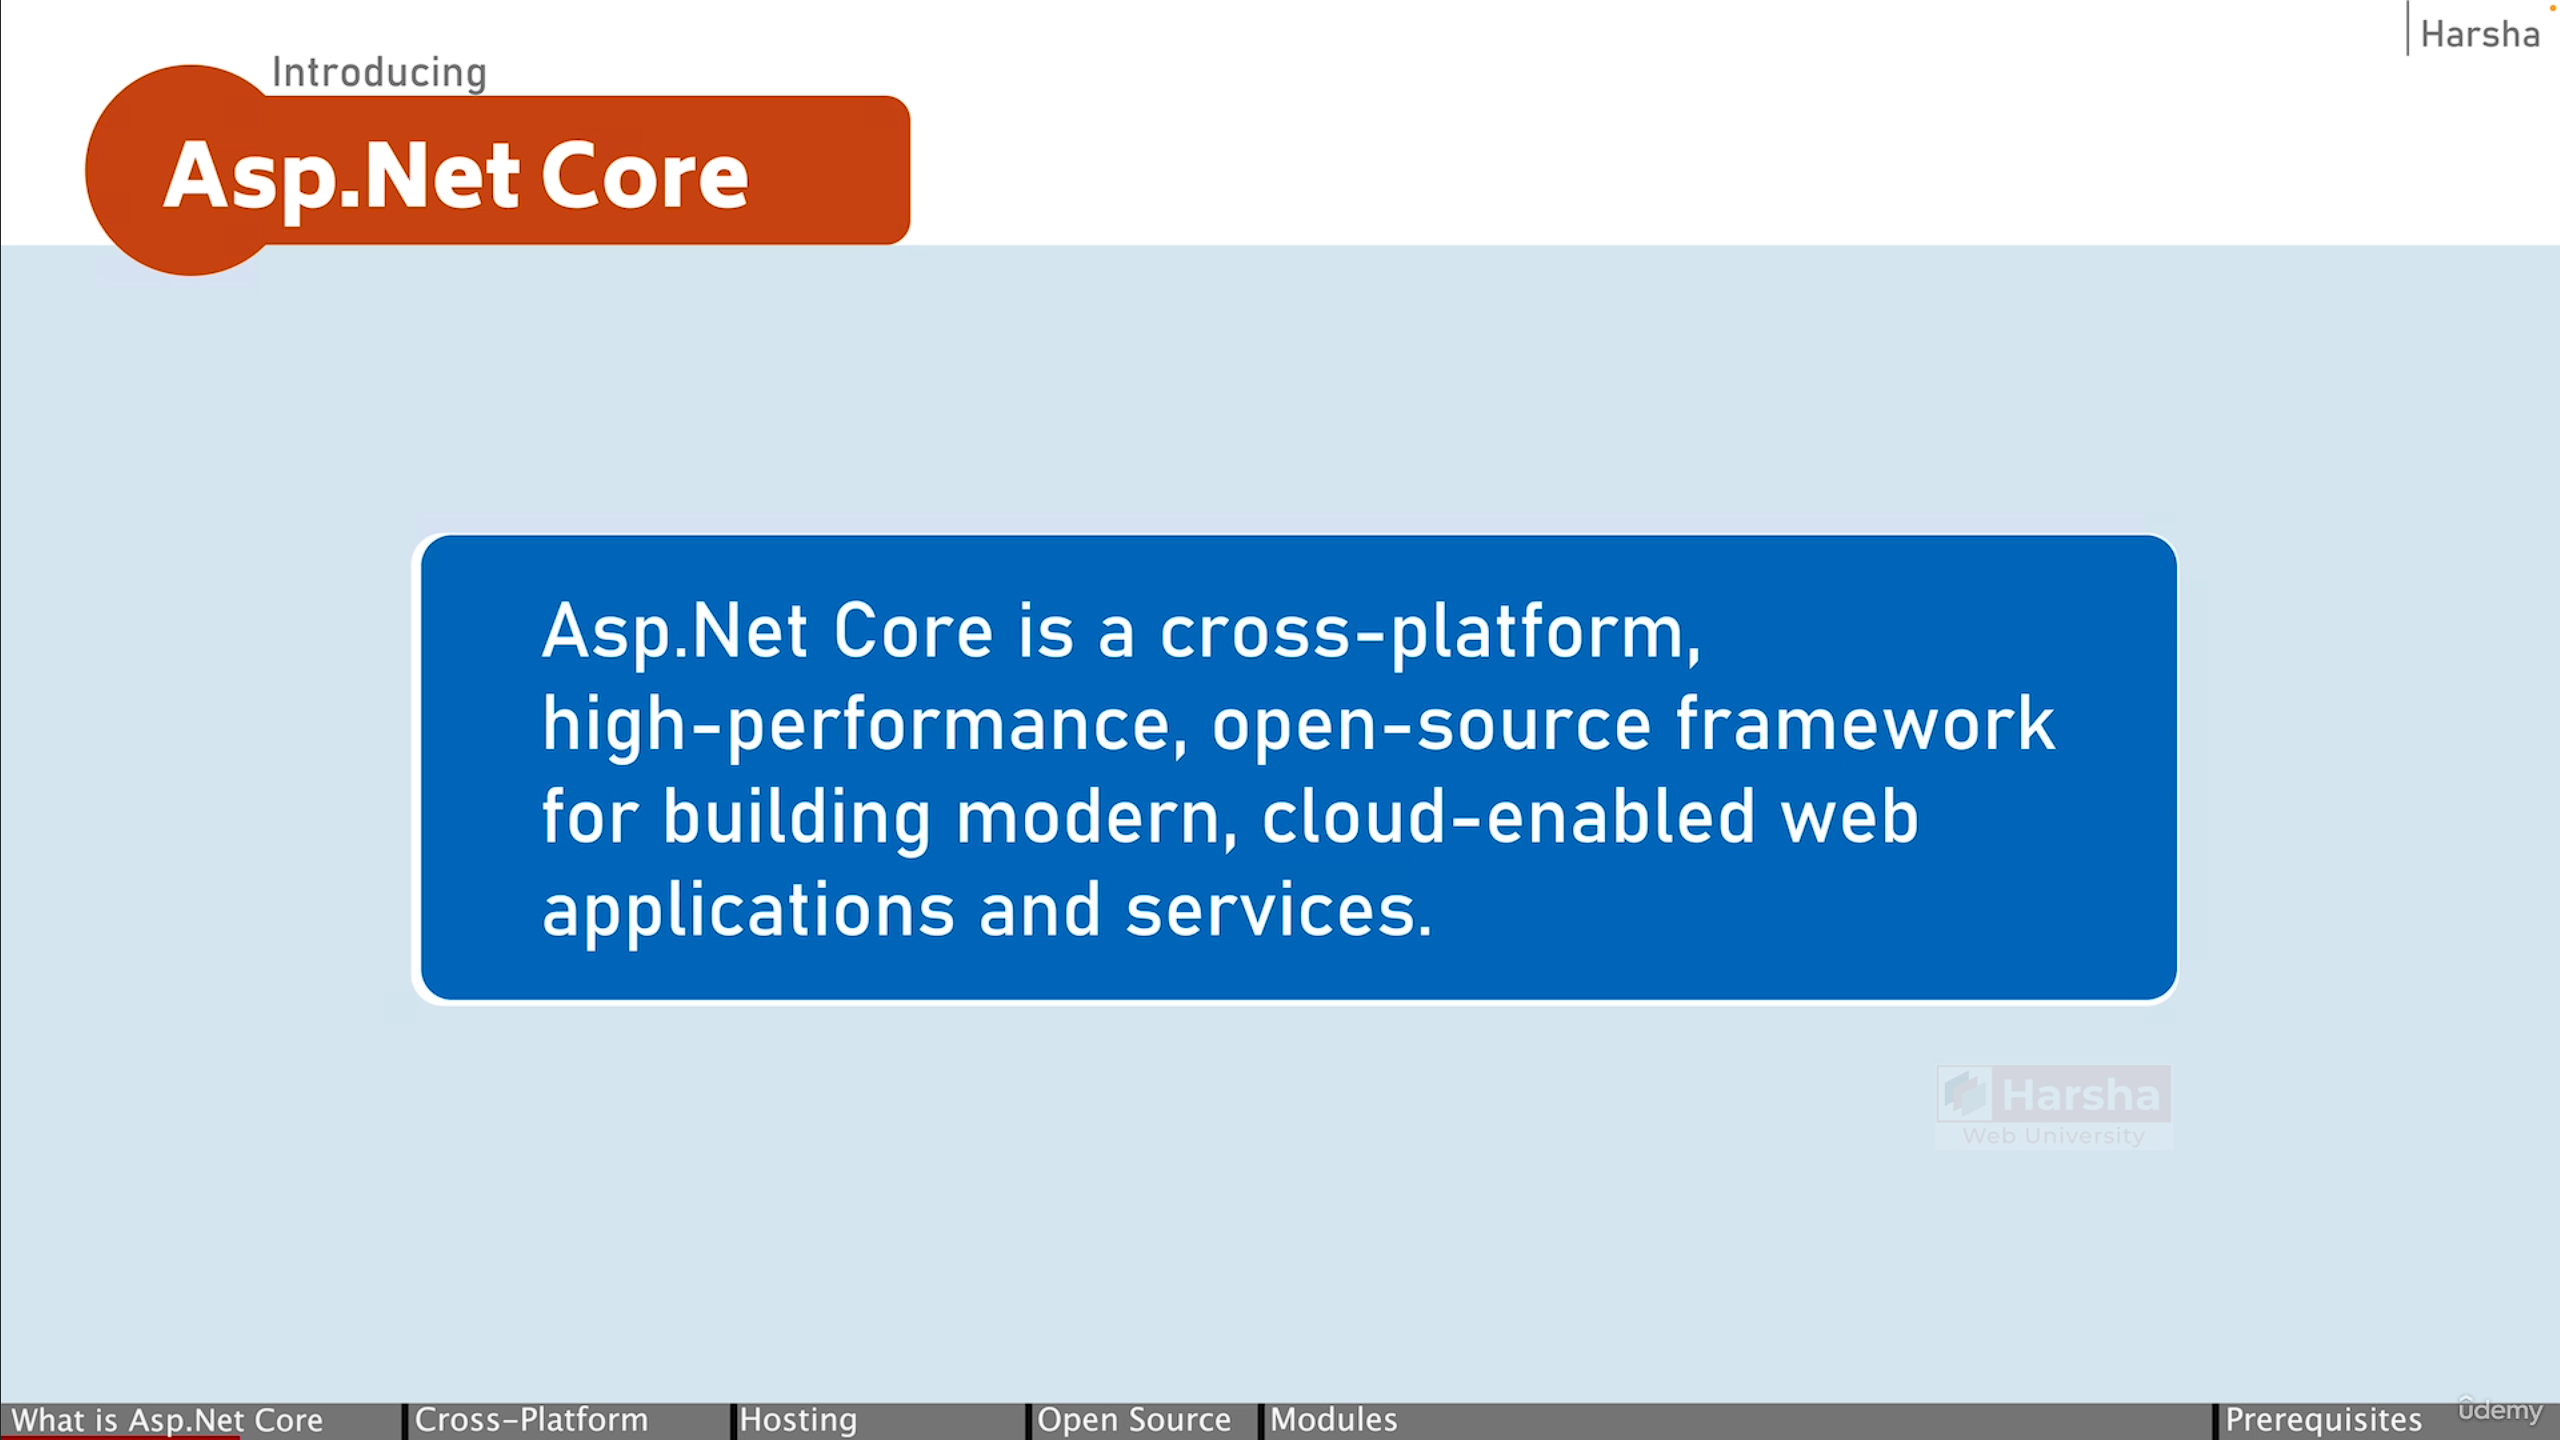 Harsha
Introducing
Asp.Net Core
Asp.Net Core is a cross-platform,
high-performance, open-source framework
for building modern, cloud-enabled web
applications and services.
Harsha
Web University
What is Asp.Net Core
Cross-Platform
Hosting
Open Source
Modules
Prerequisites
ûdemy